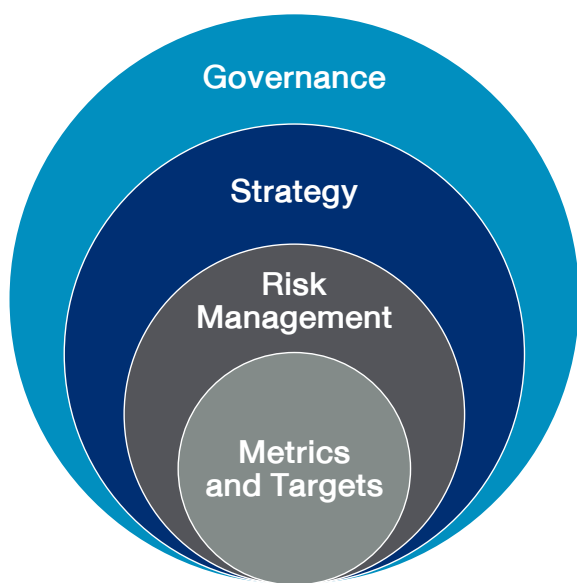 Governance
Strategy
Risk
Management
Metrics
and Targets